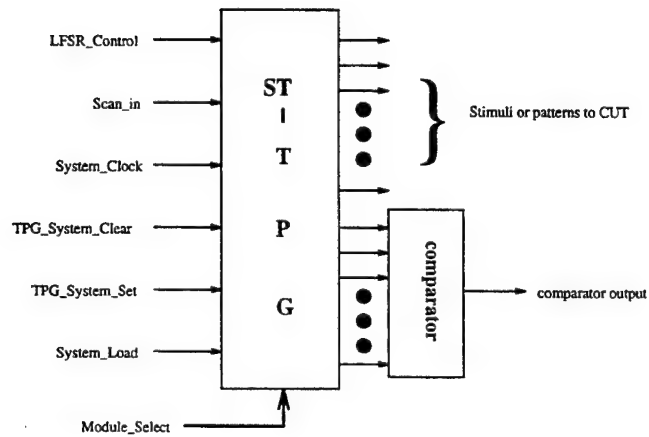 LFSR_Control
Scan_in
System_Clock
TPG_System_Clear
TPG_System_Set
System_Load
Module_Select
ST
–
T
P
G
Stimuli or patterns to CUT
comparator
comparator output